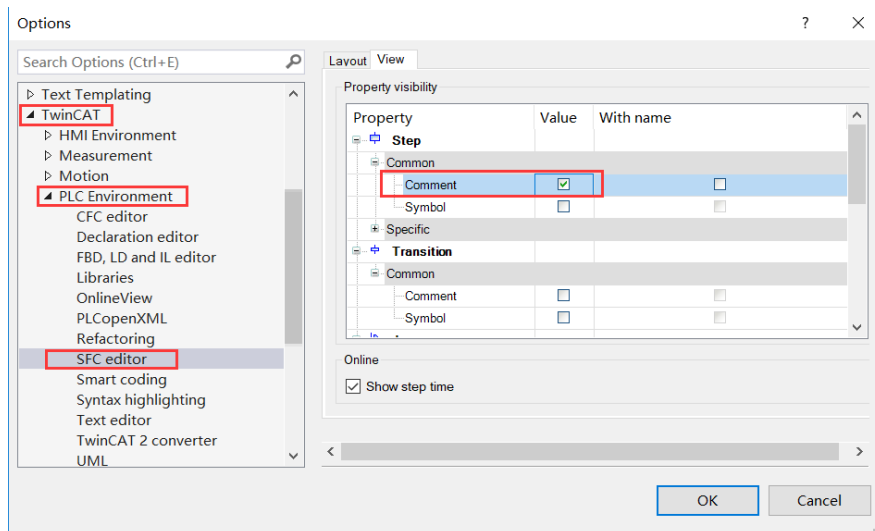 Options
?
Search Options (Ctrl+E)
Text Templating
TwinCAT
HMI Environment
Measurement
Motion
PLC Environment
CFC editor
Declaration editor
FBD, LD and IL editor
Libraries
OnlineView
PLCopenXML
Refactoring
SFC editor
Smart coding
Syntax highlighting
Text editor
TwinCAT 2 converter
UML
Layout View
Property visibility
Property Value With name
Step
Common
Comment
Symbol
Specific
Transition
Common
Comment
Symbol
Online
Show step time
OK Cancel